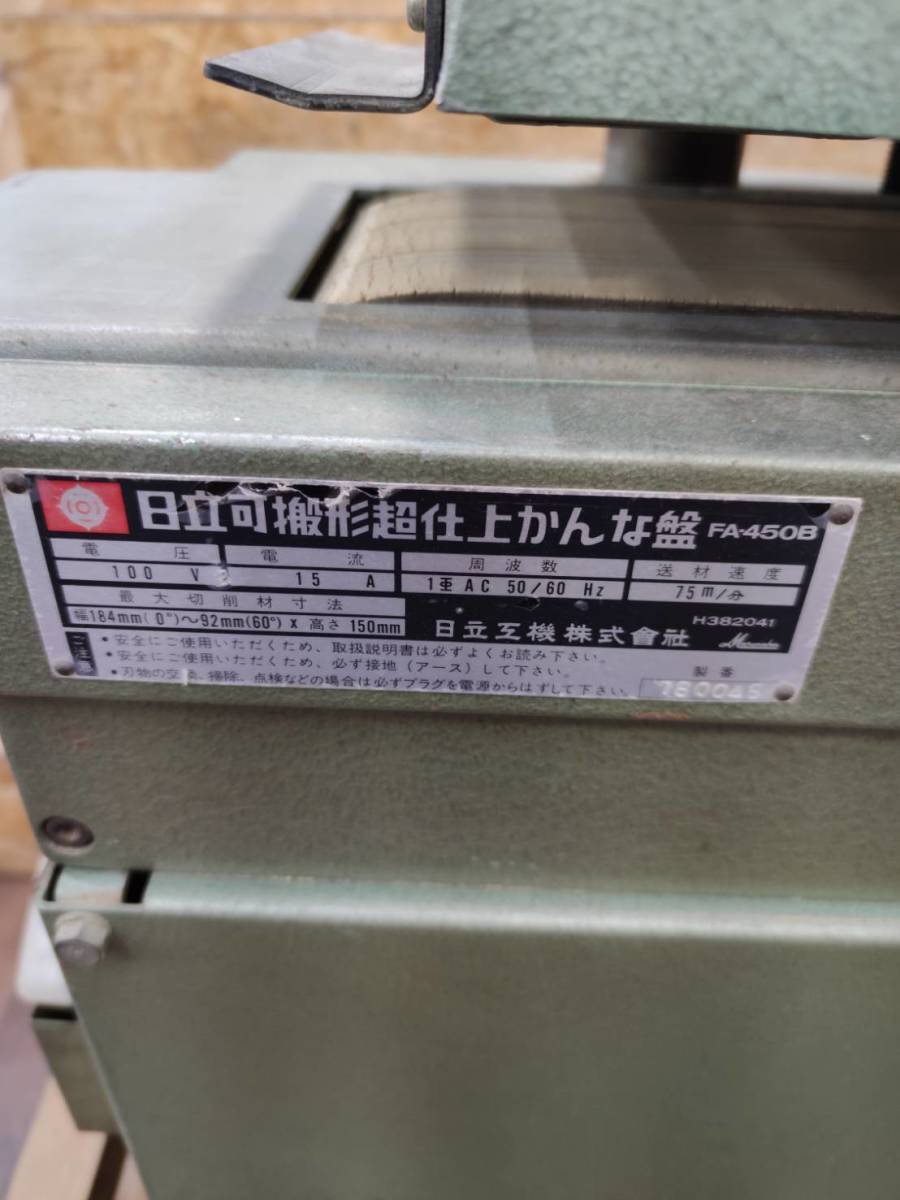 日立可搬形超仕上かんな盤 FA-450B
電圧 電流 周波数 送材速度
100 V 15 A 1重 AC 50/60 Hz 75m/分
最大切削材寸法
幅184mm(0°)〜92mm(60°) x 高さ 150mm
日立工機株式會社
H382041
ご注意
・安全にご使用いただくため、取扱説明書は必ずよくお読み下さい。
・安全にご使用いただくため、必ず接地(アース)して下さい。
・刃物の交換、掃除、点検などの場合は必ずプラグを電源からはずして下さい。
製番